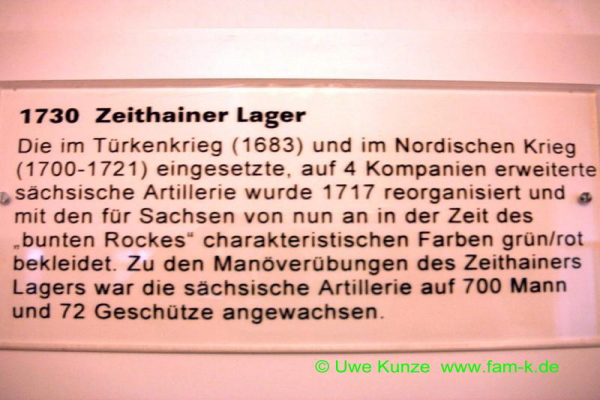 1730 Zeithainer Lager
Die im Türkenkrieg (1683) und im Nordischen Krieg
(1700-1721) eingesetzte, auf 4 Kompanien erweiterte
sächsische Artillerie wurde 1717 reorganisiert und
mit den für Sachsen von nun an in der Zeit des
„bunten Rockes“ charakteristischen Farben grün/rot
bekleidet. Zu den Manöverübungen des Zeithainers
Lagers war die sächsische Artillerie auf 700 Mann
und 72 Geschütze angewachsen.
© Uwe Kunze www.fam-k.de